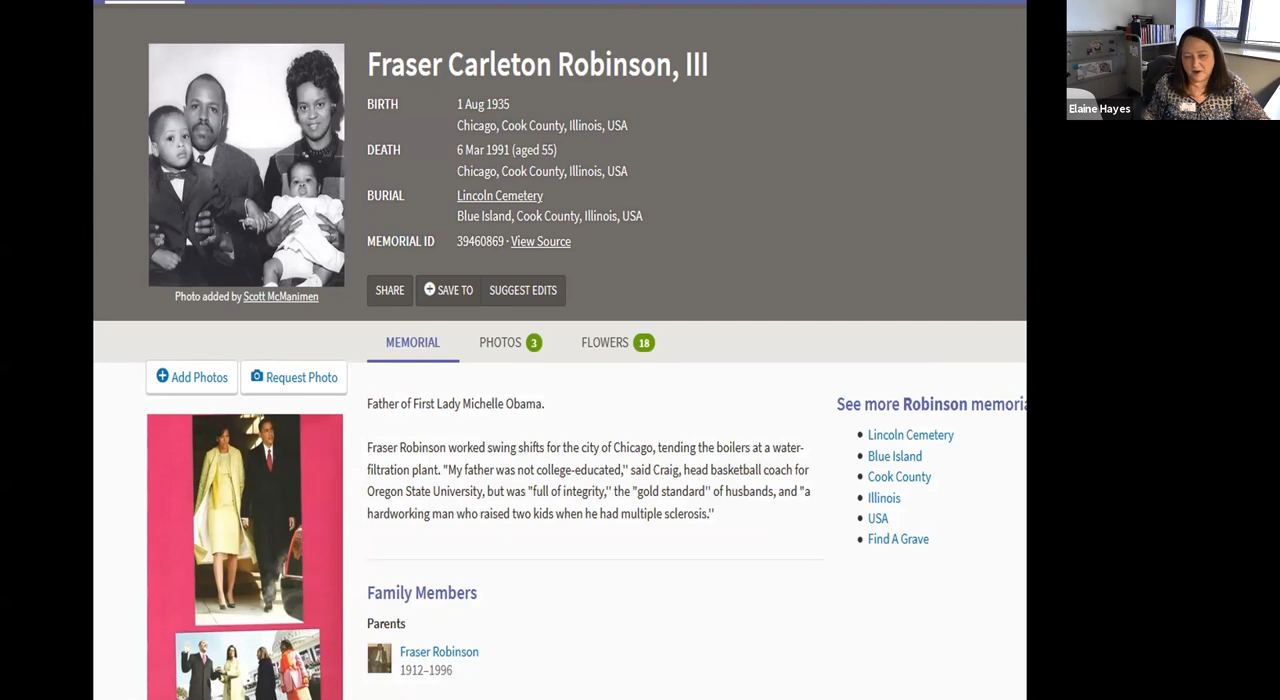 Fraser Carleton Robinson, III
BIRTH 1 Aug 1935
Chicago, Cook County, Illinois, USA
DEATH 6 Mar 1991 (aged 55)
Chicago, Cook County, Illinois, USA
BURIAL Lincoln Cemetery
Blue Island, Cook County, Illinois, USA
MEMORIAL ID 39460869 · View Source
Photo added by Scott McManimen
SHARE SAVE TO SUGGEST EDITS
MEMORIAL PHOTOS 3 FLOWERS 18
Add Photos Request Photo
Father of First Lady Michelle Obama.
Fraser Robinson worked swing shifts for the city of Chicago, tending the boilers at a water-
filtration plant. "My father was not college-educated," said Craig, head basketball coach for
Oregon State University, but was "full of integrity," the "gold standard" of husbands, and "a
hardworking man who raised two kids when he had multiple sclerosis."
Family Members
Parents
Fraser Robinson
1912–1996
See more Robinson memoria
Lincoln Cemetery
Blue Island
Cook County
Illinois
USA
Find A Grave
Elaine Hayes